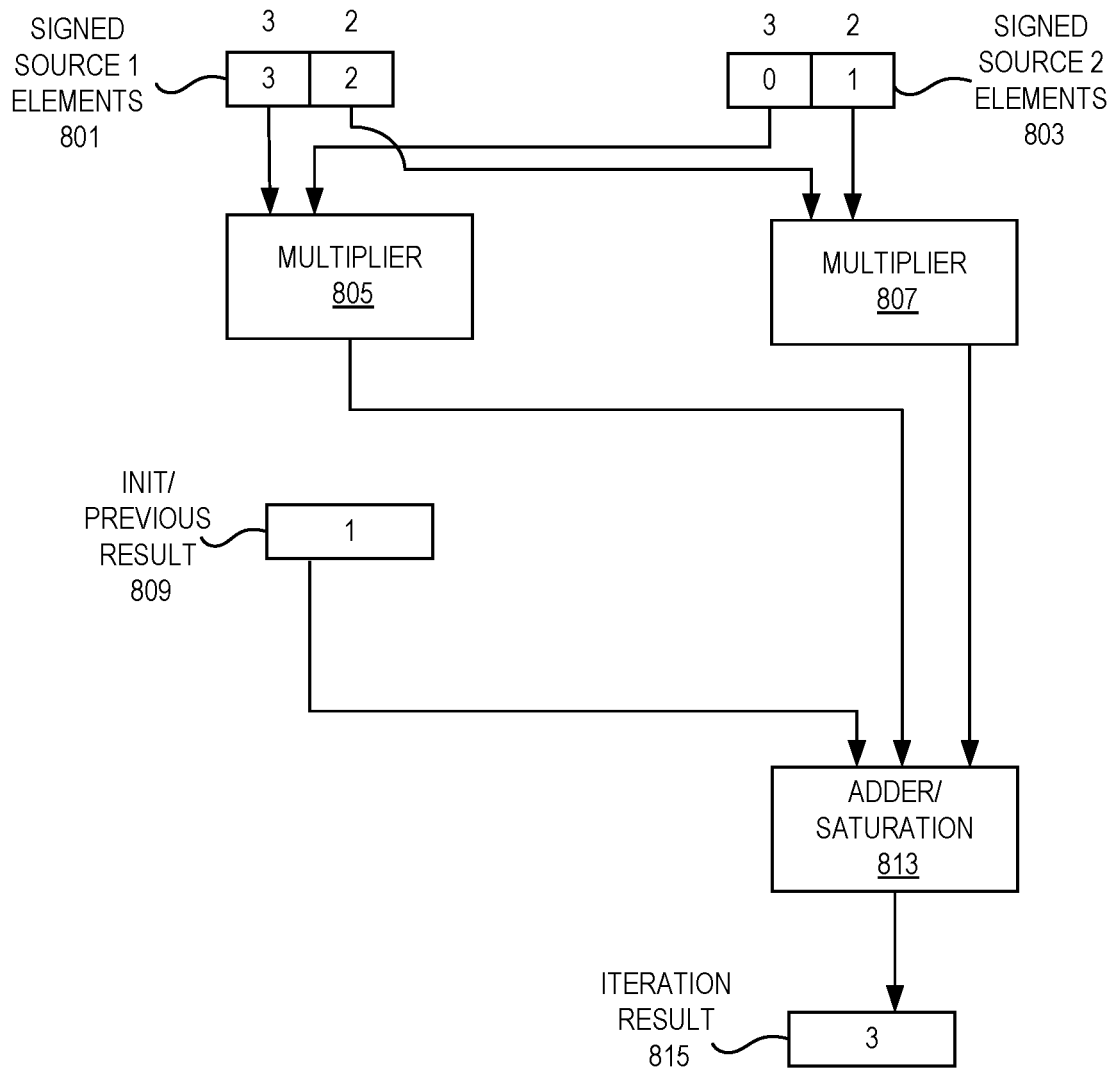 SIGNED
SOURCE 1
ELEMENTS
801
3 2
3 2
3 2
0 1
SIGNED
SOURCE 2
ELEMENTS
803
MULTIPLIER
805
MULTIPLIER
807
INIT/
PREVIOUS
RESULT
809
1
ADDER/
SATURATION
813
ITERATION
RESULT
815
3